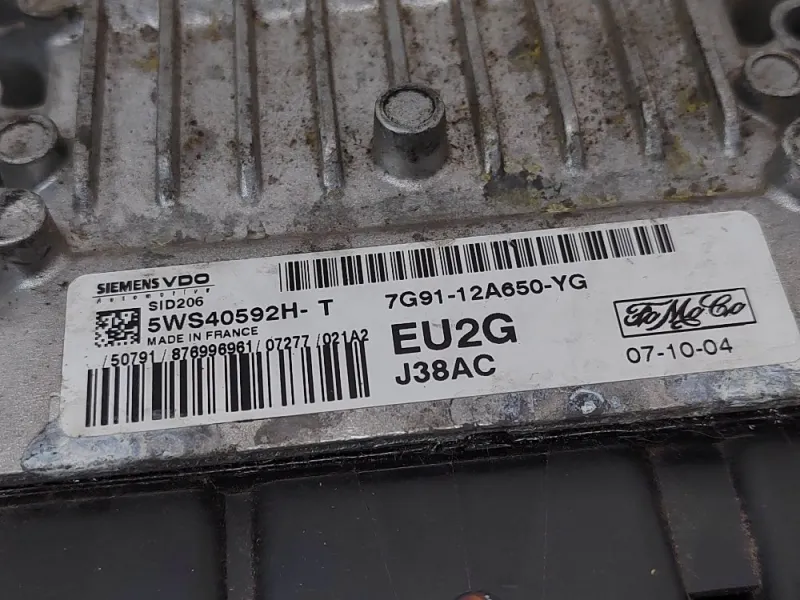 SIEMENS VDO
Automotive
SID206
5WS40592H- T
MADE IN FRANCE
/50791/876996961/07277/021A2
7G91-12A650-YG
EU2G
J38AC
FoMoCo
07-10-04